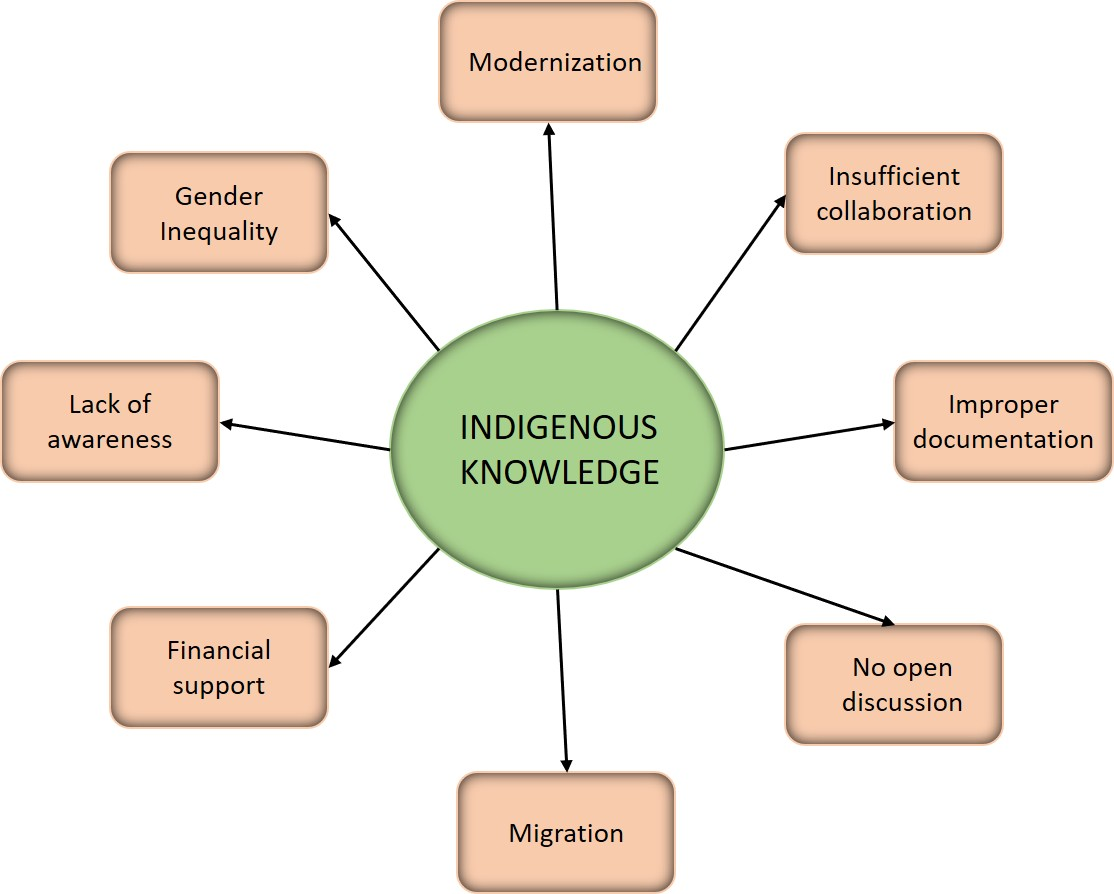 Modernization
Insufficient
collaboration
Gender
Inequality
Lack of
awareness
INDIGENOUS
KNOWLEDGE
Improper
documentation
Financial
support
No open
discussion
Migration